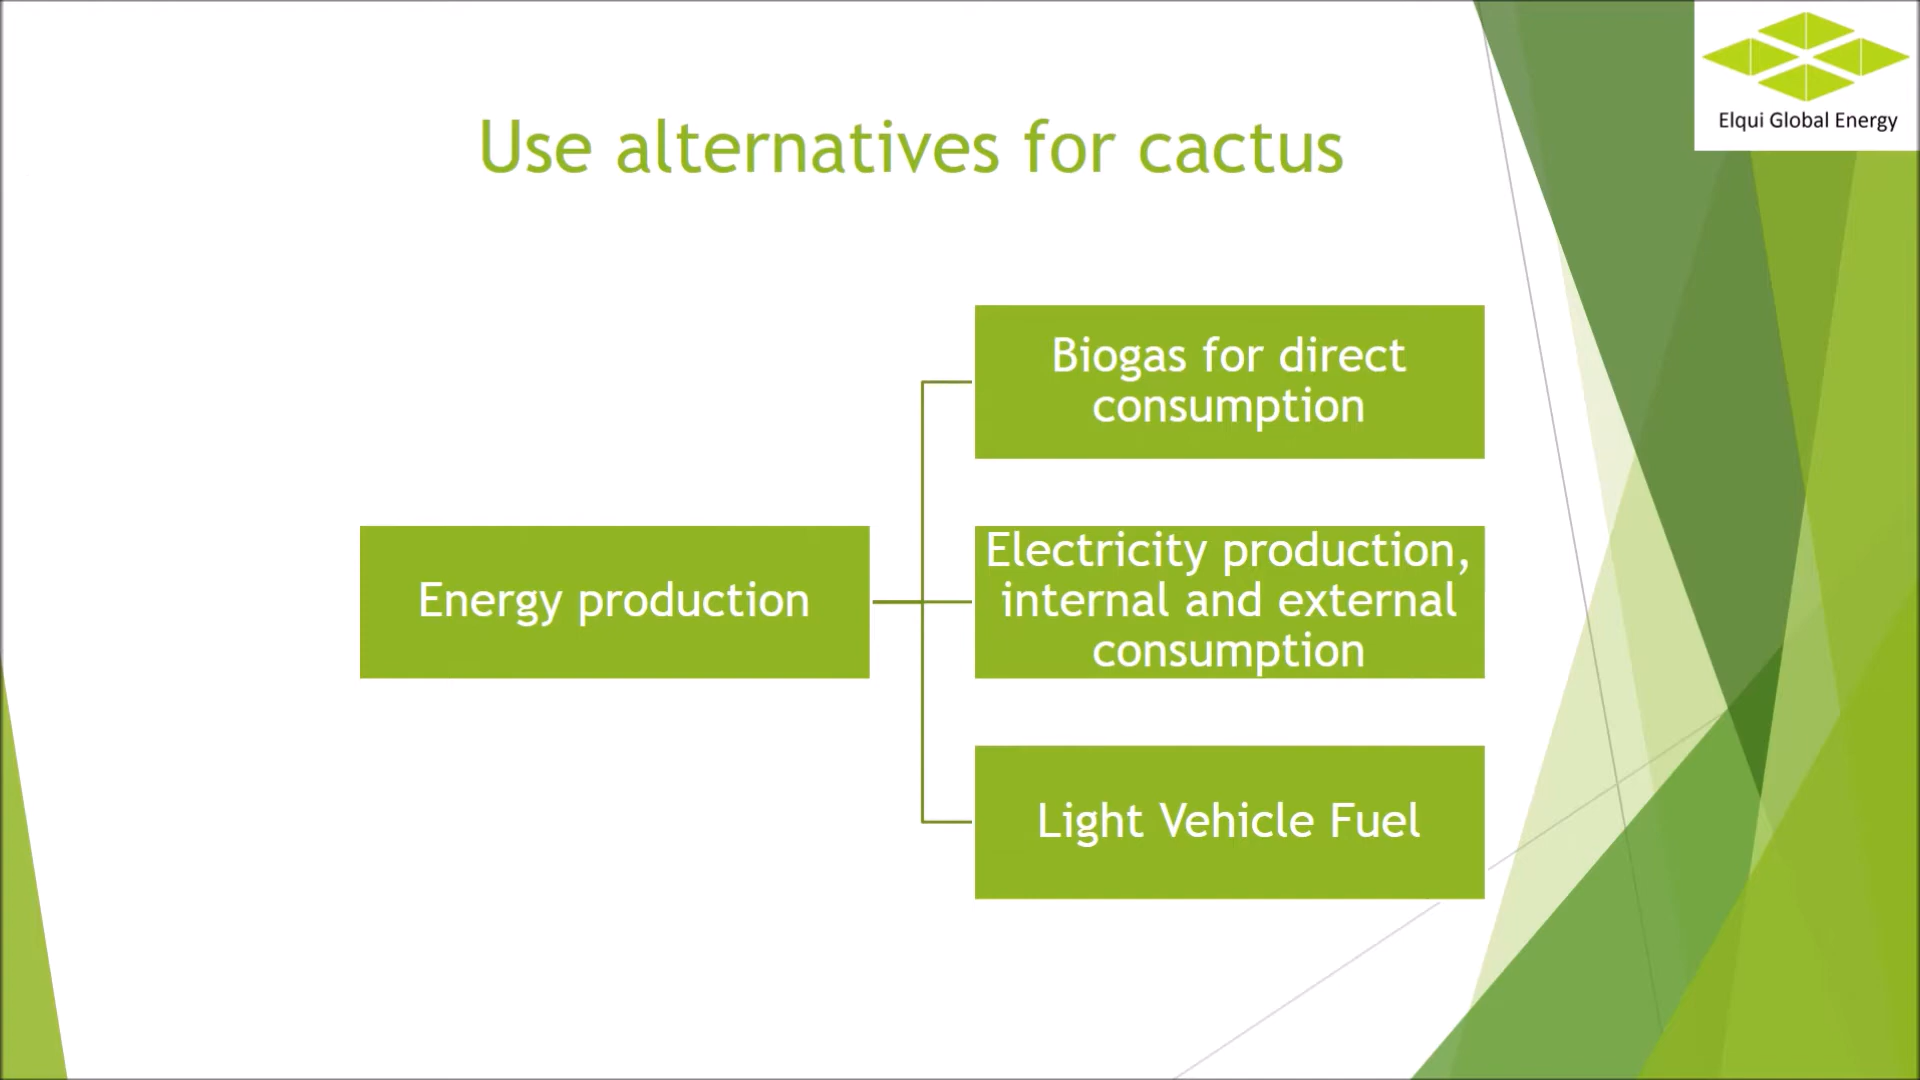 Elqui Global Energy
Use alternatives for cactus
Energy production
Biogas for direct
consumption
Electricity production,
internal and external
consumption
Light Vehicle Fuel